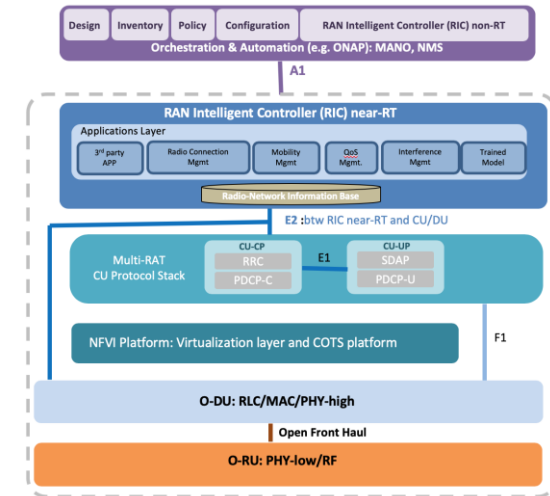 Design
Inventory
Policy
Configuration
RAN Intelligent Controller (RIC) non-RT
Orchestration & Automation (e.g. ONAP): MANO, NMS
A1
RAN Intelligent Controller (RIC) near-RT
Applications Layer
3rd party
APP
Radio Connection
Mgmt
Mobility
Mgmt
QoS
Mgmt.
Interference
Mgmt
Trained
Model
Radio-Network Information Base
E2 :btw RIC near-RT and CU/DU
Multi-RAT
CU Protocol Stack
CU-CP
RRC
PDCP-C
E1
CU-UP
SDAP
PDCP-U
NFVI Platform: Virtualization layer and COTS platform
F1
O-DU: RLC/MAC/PHY-high
Open Front Haul
O-RU: PHY-low/RF